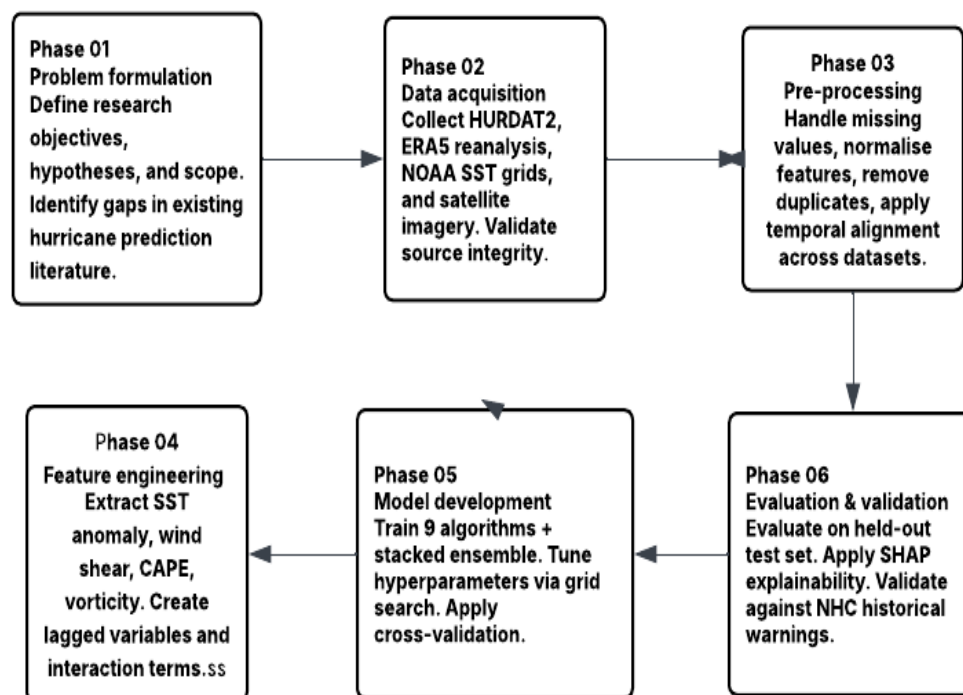 Phase 01
Problem formulation
Define research
objectives,
hypotheses, and scope.
Identify gaps in existing
hurricane prediction
literature.
Phase 02
Data acquisition
Collect HURDAT2,
ERA5 reanalysis,
NOAA SST grids,
and satellite
imagery. Validate
source integrity.
Phase 03
Pre-processing
Handle missing
values, normalise
features, remove
duplicates, apply
temporal alignment
across datasets.
Phase 04
Feature engineering
Extract SST
anomaly, wind
shear, CAPE,
vorticity. Create
lagged variables and
interaction terms.ss
Phase 05
Model development
Train 9 algorithms +
stacked ensemble. Tune
hyperparameters via grid
search. Apply
cross-validation.
Phase 06
Evaluation & validation
Evaluate on held-out
test set. Apply SHAP
explainability. Validate
against NHC historical
warnings.